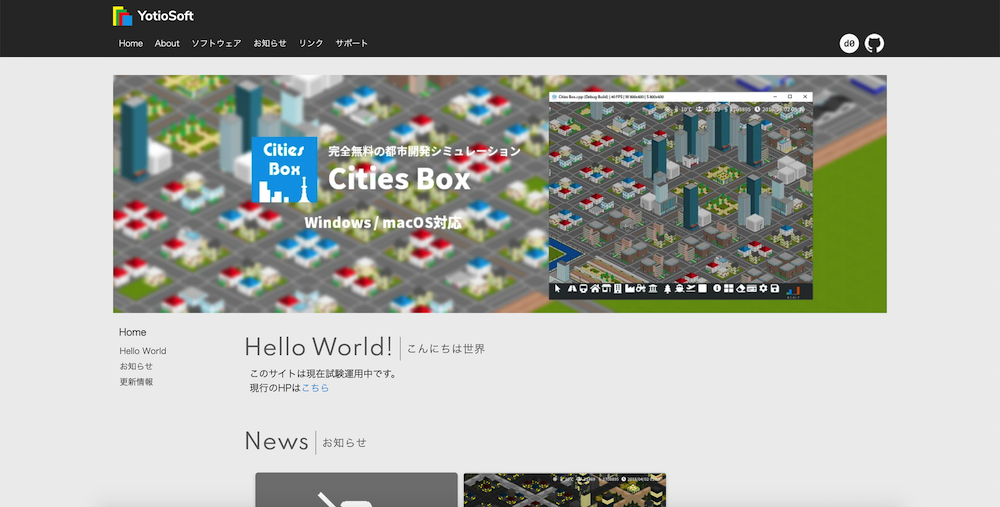 YotioSoft
Home About ソフトウェア お知らせ リンク サポート
d0
Cities Box
完全無料の都市開発シミュレーション
Cities Box
Windows / macOS対応
Home
Hello World
お知らせ
更新情報
Hello World! こんにちは世界
このサイトは現在試験運用中です。
現行のHPはこちら
News お知らせ